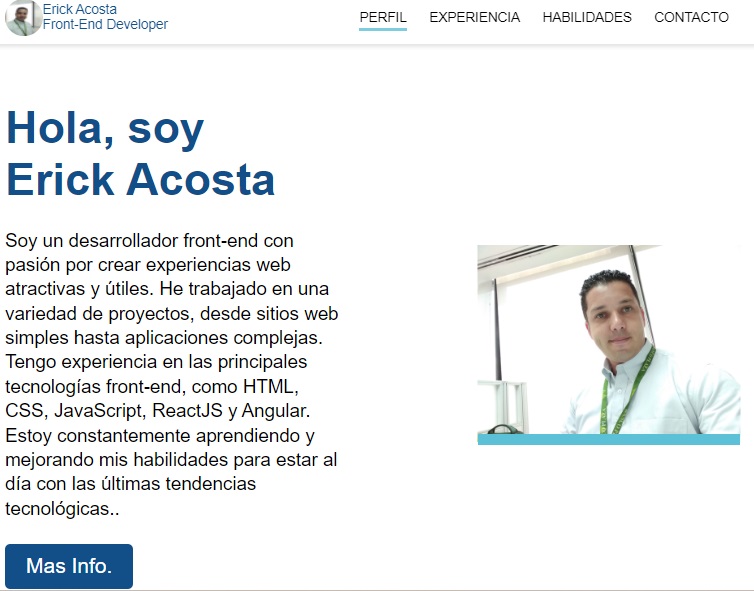 Erick Acosta
Front-End Developer
PERFIL EXPERIENCIA HABILIDADES CONTACTO
Hola, soy
Erick Acosta
Soy un desarrollador front-end con
pasión por crear experiencias web
atractivas y útiles. He trabajado en una
variedad de proyectos, desde sitios web
simples hasta aplicaciones complejas.
Tengo experiencia en las principales
tecnologías front-end, como HTML,
CSS, JavaScript, ReactJS y Angular.
Estoy constantemente aprendiendo y
mejorando mis habilidades para estar al
día con las últimas tendencias
tecnológicas..
Mas Info.